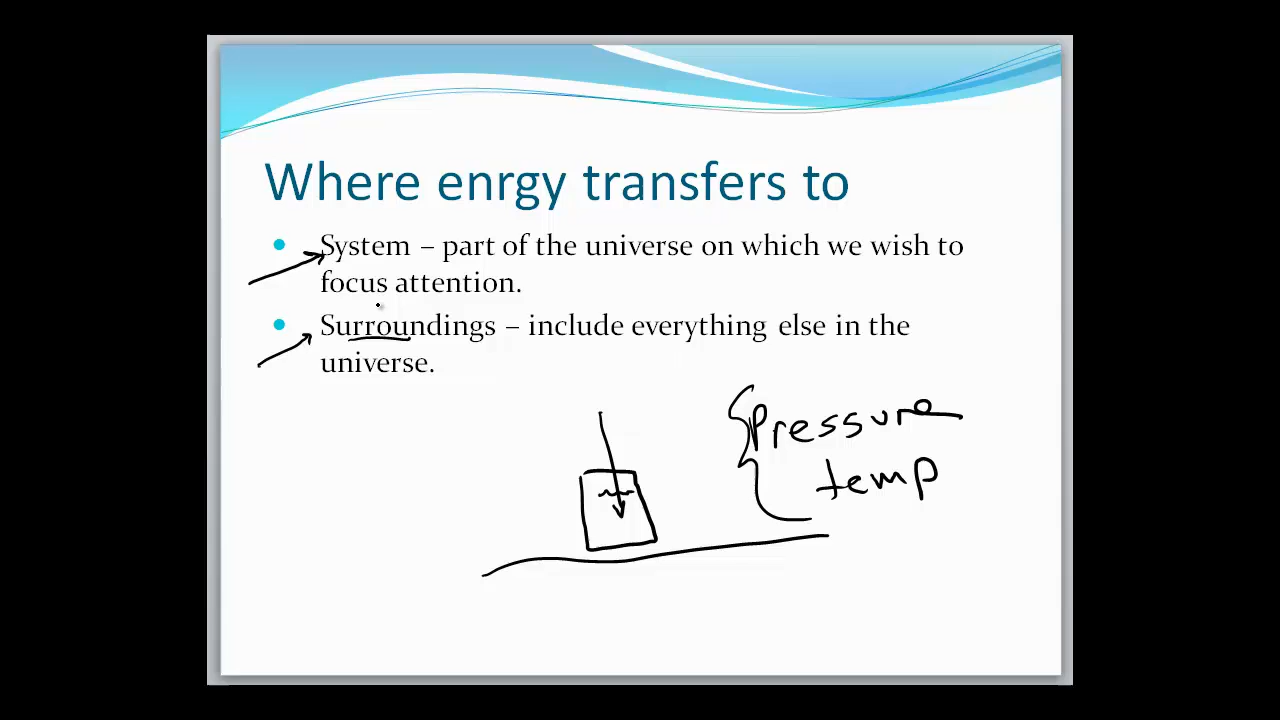 Where enrgy transfers to
System – part of the universe on which we wish to
focus attention.
Surroundings – include everything else in the
universe.
Pressure
temp